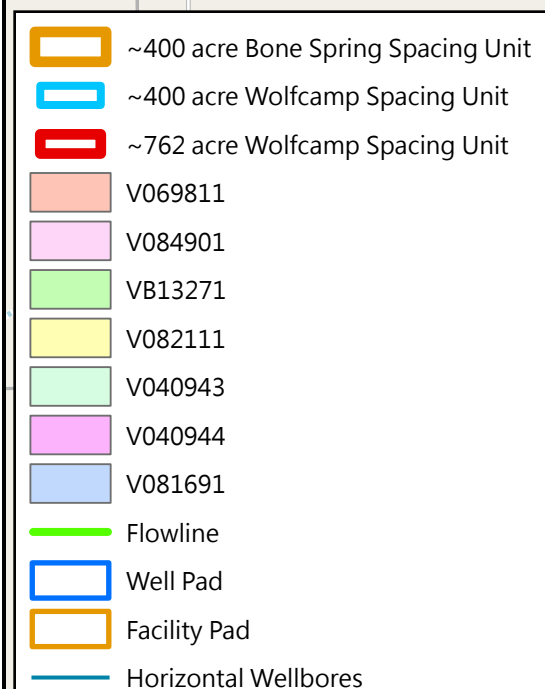 ~400 acre Bone Spring Spacing Unit
~400 acre Wolfcamp Spacing Unit
~762 acre Wolfcamp Spacing Unit
V069811
V084901
VB13271
V082111
V040943
V040944
V081691
Flowline
Well Pad
Facility Pad
Horizontal Wellbores